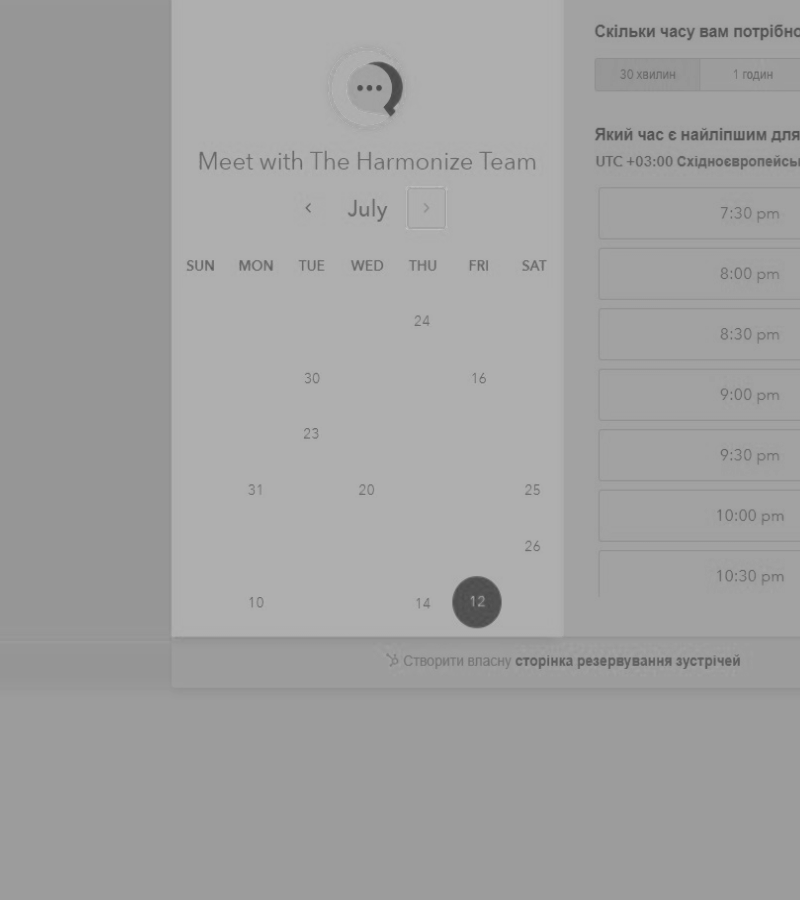 Meet with The Harmonize Team
July
SUN MON TUE WED THU FRI SAT
24
30 16
23
31 20 25
26
10 14 12
Скільки часу вам потрібно
30 хвилин 1 годин
Який час є найліпшим для
UTC +03:00 Східноєвропейсь
7:30 pm
8:00 pm
8:30 pm
9:00 pm
9:30 pm
10:00 pm
10:30 pm
Створити власну сторінка резервування зустрічей